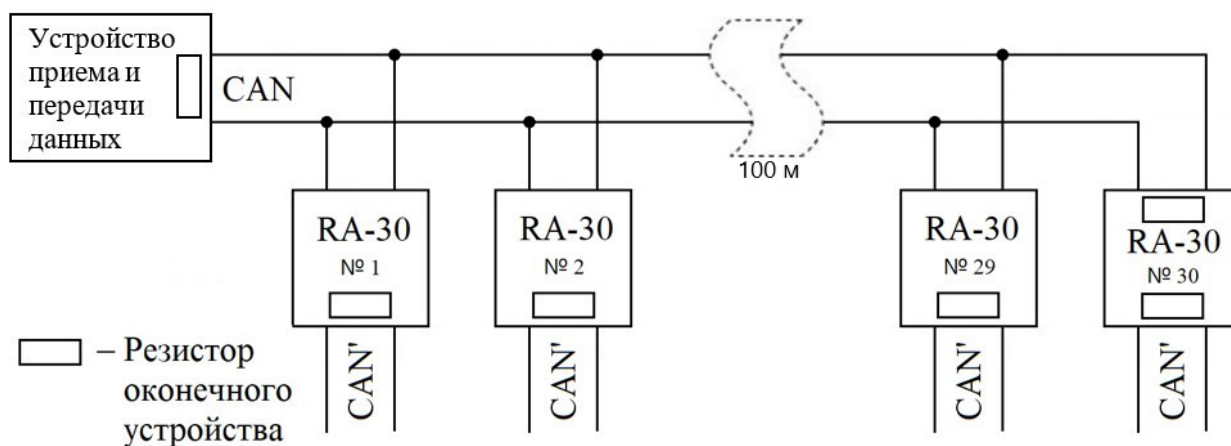 Устройство
приема и
передачи
данных
CAN
100 м
RA-30
№ 1
RA-30
№ 2
RA-30
№ 29
RA-30
№ 30
CAN'
CAN'
CAN'
CAN'
– Резистор
оконечного
устройства